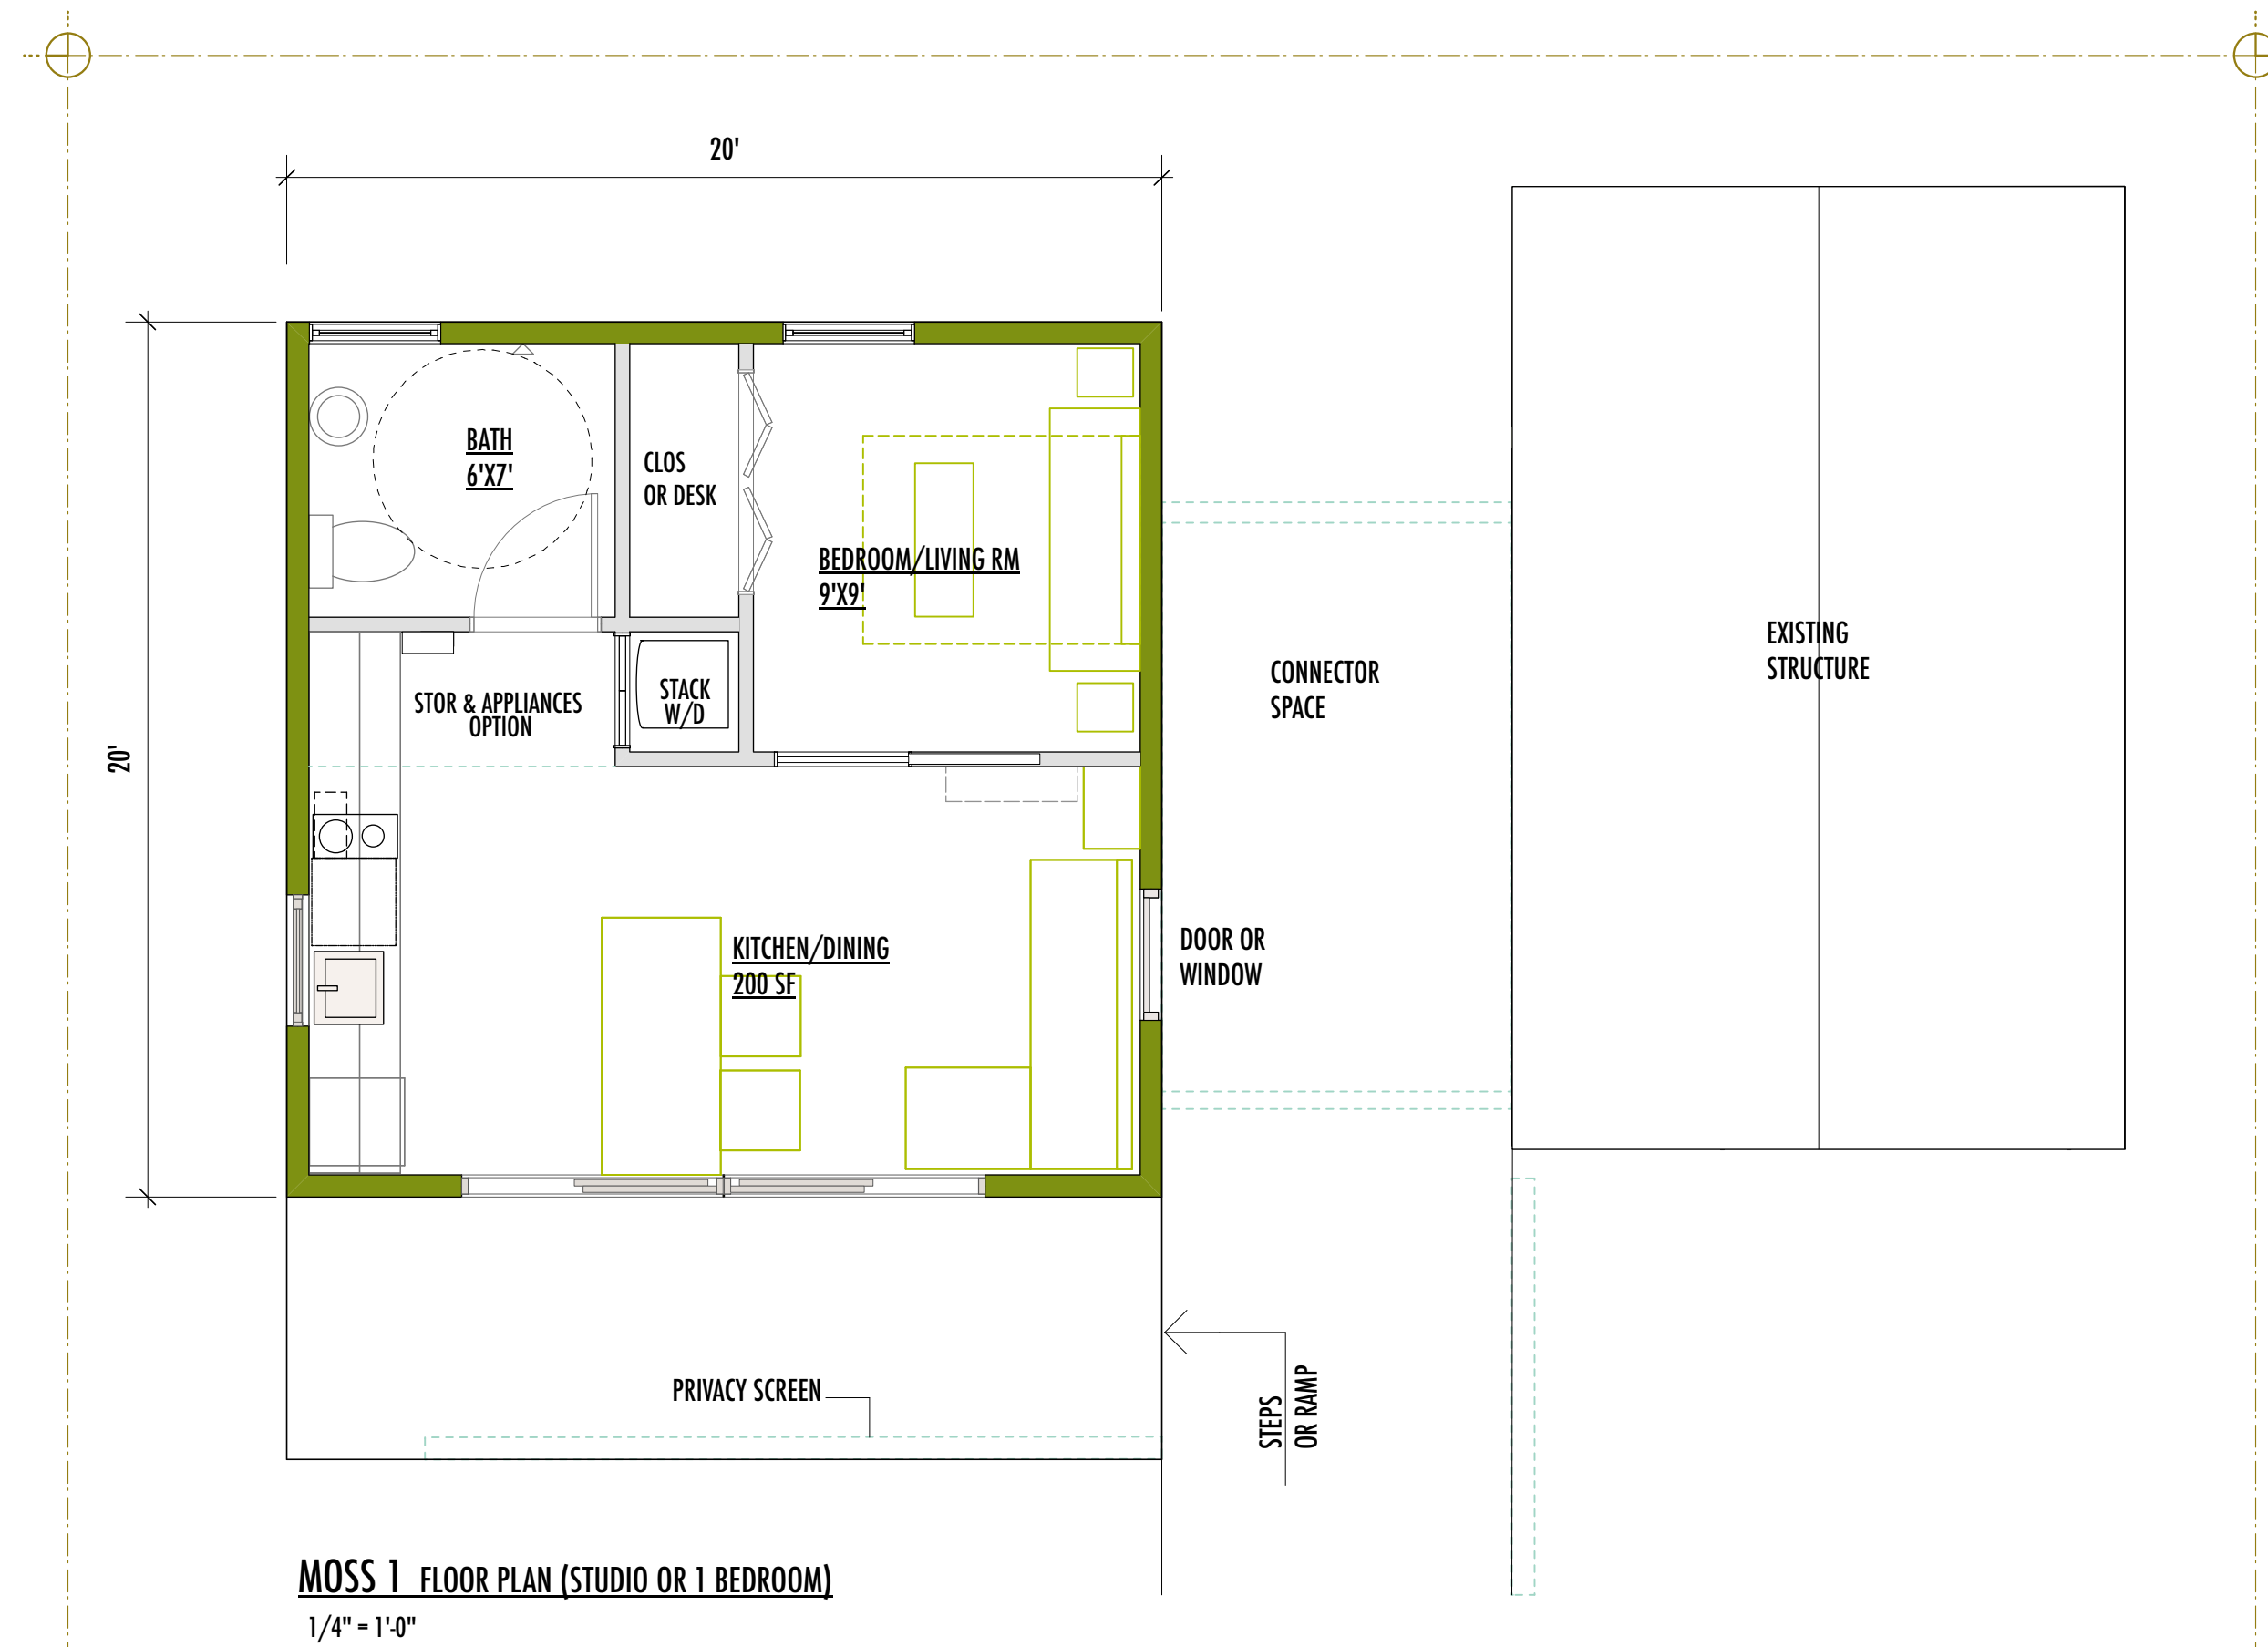 20'
20'
BATH
6'X7'
CLOS
OR DESK
BEDROOM/LIVING RM
9'X9'
STOR & APPLIANCES
OPTION
STACK
W/D
CONNECTOR
SPACE
EXISTING
STRUCTURE
KITCHEN/DINING
200 SF
DOOR OR
WINDOW
PRIVACY SCREEN
STEPS
OR RAMP
MOSS 1 FLOOR PLAN (STUDIO OR 1 BEDROOM)
1/4" = 1'-0"